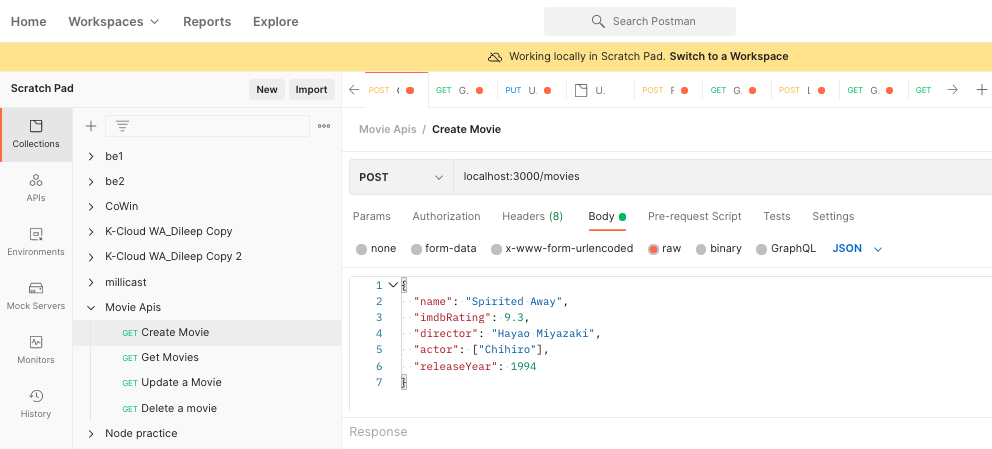 Home Workspaces Reports Explore Search Postman
Working locally in Scratch Pad. Switch to a Workspace
Scratch Pad New Import
POST C GET G. PUT U. U. POST F GET G. POST L GET G. GET
Collections
APIs
Environments
Mock Servers
Monitors
History
be1
be2
CoWin
K-Cloud WA_Dileep Copy
K-Cloud WA_Dileep Copy 2
millicast
Movie Apis
GET Create Movie
GET Get Movies
GET Update a Movie
GET Delete a movie
Node practice
Movie Apis / Create Movie
POST localhost:3000/movies
Params Authorization Headers (8) Body Pre-request Script Tests Settings
none form-data x-www-form-urlencoded raw binary GraphQL JSON
1 {
2 "name": "Spirited Away",
3 "imdbRating": 9.3,
4 "director": "Hayao Miyazaki",
5 "actor": ["Chihiro"],
6 "releaseYear": 1994
7 }
Response